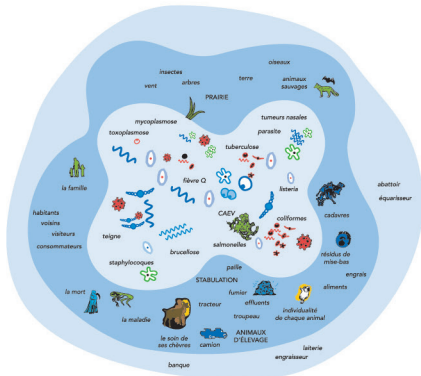 oiseaux
insectes
vent
arbres
terre
animaux
sauvages
PRAIRIE
mycoplasmose
toxoplasmose
tumeurs nasales
parasite
tuberculose
la famille
fièvre Q
listeria
abattoir
équarisseur
habitants
voisins
visiteurs
consommateurs
CAEV
cadavres
teigne
coliformes
salmonelles
brucellose
résidus de
mise-bas
staphylocoques
paille
engrais
STABULATION
aliments
la mort
fumier
effluents
individualité
de chaque animal
tracteur
troupeau
la maladie
le soin de
ses chèvres
camion
ANIMAUX
D'ÉLEVAGE
laiterie
engraisseur
banque